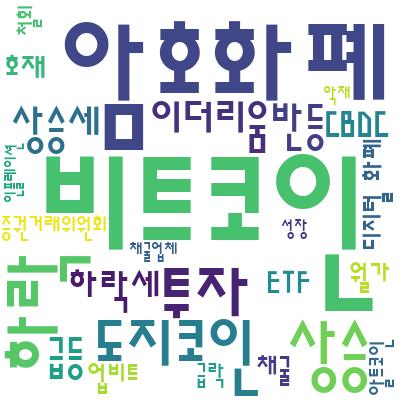 철회
호재
암호화폐
악재
상승세
이더리움
반등
CBDC
비트코인
인플레이션
디지털 화폐
증권거래위원회
성장
채굴업체
하락
하락세
투자
ETF
월가
도지코인
상승
급등
업비트
급락
채굴
알트코인